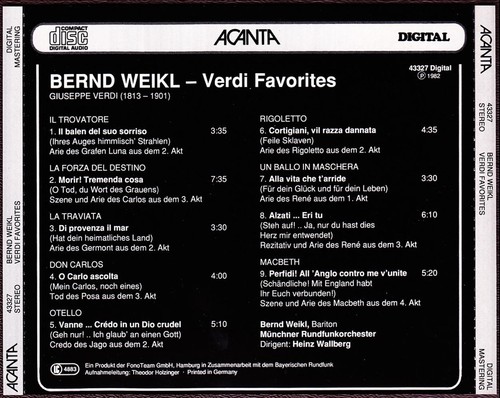 COMPACT
disc
DIGITAL AUDIO
ACANTA
DIGITAL
BERND WEIKL – Verdi Favorites
43327 Digital
GIUSEPPE VERDI (1813 – 1901)
Ⓟ 1982
IL TROVATORE
1. Il balen del suo sorriso 3:35
(Ihres Auges himmlisch' Strahlen)
Arie des Grafen Luna aus dem 2. Akt
LA FORZA DEL DESTINO
2. Morir! Tremenda cosa 7:35
(O Tod, du Wort des Grauens)
Szene und Arie des Carlos aus dem 3. Akt
LA TRAVIATA
3. Di provenza il mar 3:30
(Hat dein heimatliches Land)
Arie des Germont aus dem 2. Akt
DON CARLOS
4. O Carlo ascolta 4:00
(Mein Carlos, noch eines)
Tod des Posa aus dem 3. Akt
OTELLO
5. Vanne ... Crédo in un Dio crudel 5:10
(Geh nur! .. Ich glaub' an einen Gott)
Credo des Jago aus dem 2. Akt
RIGOLETTO
6. Cortigiani, vil razza dannata 4:35
(Feile Sklaven)
Arie des Rigoletto aus dem 2. Akt
UN BALLO IN MASCHERA
7. Alla vita che t'arride 3:30
(Für dein Glück und für dein Leben)
Arie des René aus dem 1. Akt
8. Alzati ... Eri tu 6:10
(Steh auf! .. Ja, nur du hast dies
Herz mir entwendet)
Rezitativ und Arie des René aus dem 3. Akt
MACBETH
9. Perfidi! All 'Anglo contro me v'unite 5:20
(Schändliche! Mit England habt
Ihr Euch verbunden!)
Szene und Arie des Macbeth aus dem 4. Akt
Bernd Weikl, Bariton
Münchner Rundfunkorchester
Dirigent: Heinz Wallberg
4883
Ein Produkt der FonoTeam GmbH, Hamburg in Zusammenarbeit mit dem Bayerischen Rundfunk
Aufnahmeleitung: Theodor Holzinger · Printed in Germany
ACANTA
43327
STEREO
BERND WEIKL
VERDI FAVORITES
DIGITAL
MASTERING
ACANTA
43327
STEREO
BERND WEIKL
VERDI FAVORITES
DIGITAL
MASTERING